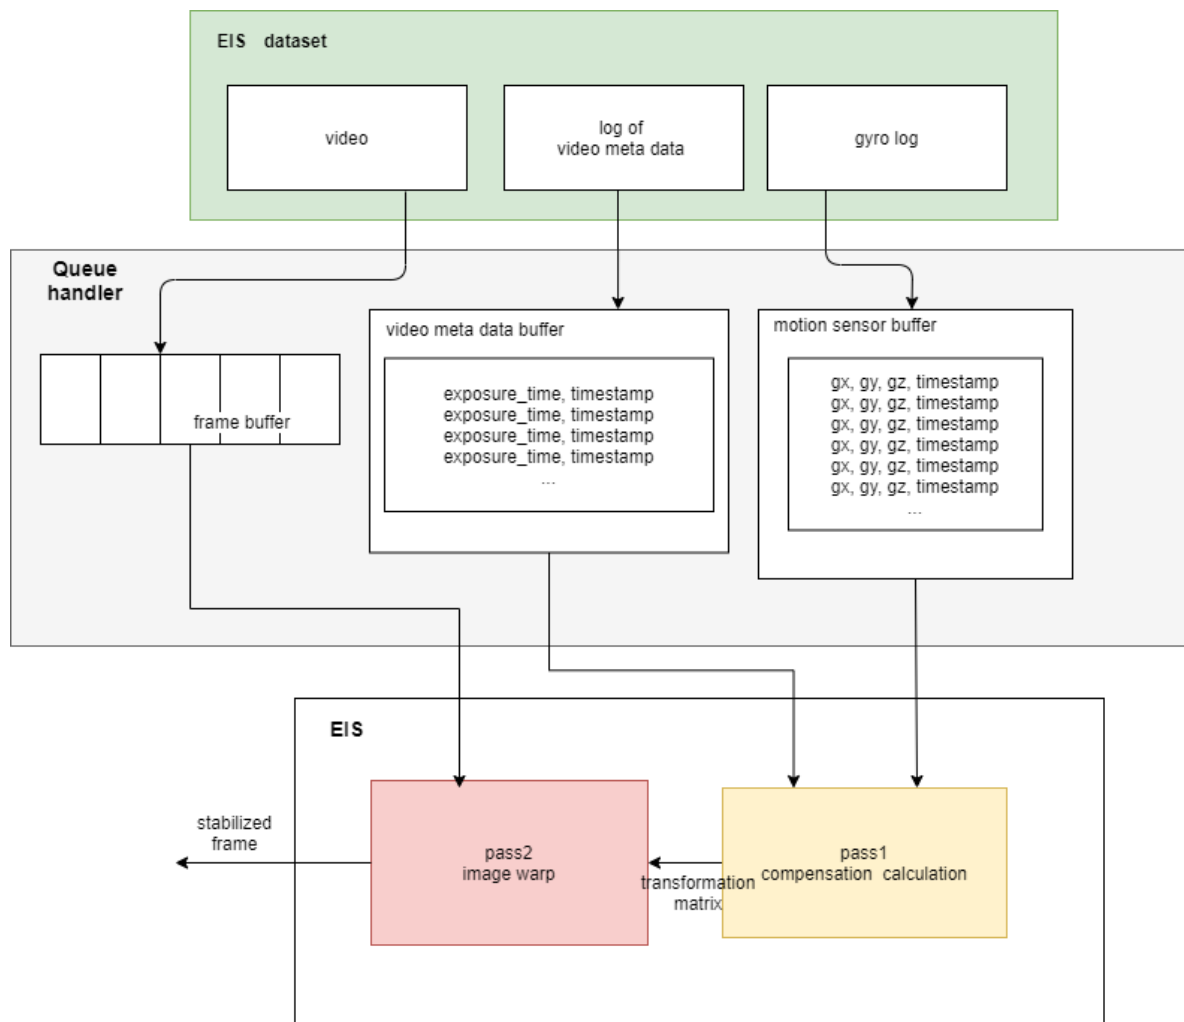 EIS dataset
video
log of
video meta data
gyro log
Queue
handler
frame buffer
video meta data buffer
exposure_time, timestamp
exposure_time, timestamp
exposure_time, timestamp
exposure_time, timestamp
...
motion sensor buffer
gx, gy, gz, timestamp
gx, gy, gz, timestamp
gx, gy, gz, timestamp
gx, gy, gz, timestamp
gx, gy, gz, timestamp
gx, gy, gz, timestamp
...
EIS
stabilized
frame
pass2
image warp
transformation
matrix
pass1
compensation calculation